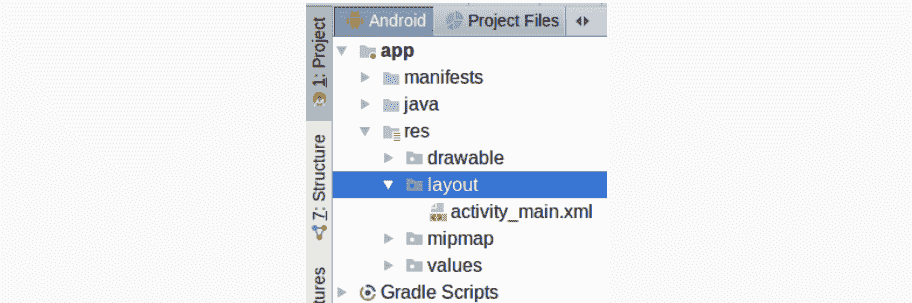 Android Project Files
1: Project
app
manifests
java
res
drawable
7: Structure
layout
activity_main.xml
mipmap
values
tures
Gradle Scripts